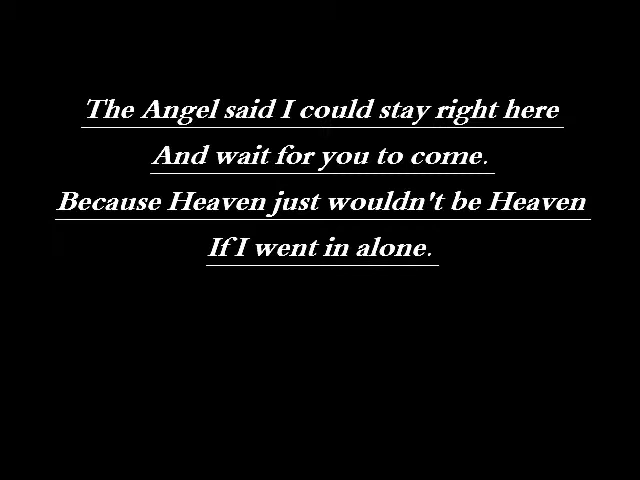 The Angel said I could stay right here
And wait for you to come.
Because Heaven just wouldn't be Heaven
If I went in alone.